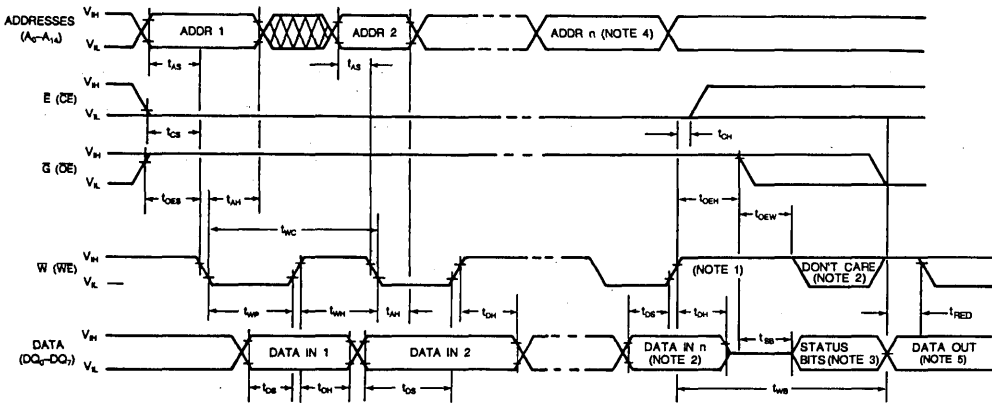 ADDRESSES
(A₀–A₁₄)
VIH
VIL
ADDR 1
ADDR 2
ADDR n (NOTE 4)
tAS
tAS
E̅ (C̅E̅)
VIH
VIL
tCS
tCH
G̅ (O̅E̅)
VIH
VIL
tOES
tAH
tOEH
tOEW
tWC
W̅ (W̅E̅)
VIH
VIL
(NOTE 1)
DON'T CARE
(NOTE 2)
tWP
tWH
tAH
tDH
tDS
tDH
tRED
tSB
DATA
(DQ₀–DQ₇)
VIH
VIL
DATA IN 1
DATA IN 2
DATA IN n
(NOTE 2)
STATUS
BITS (NOTE 3)
DATA OUT
(NOTE 5)
tDS
tDH
tDS
tWB